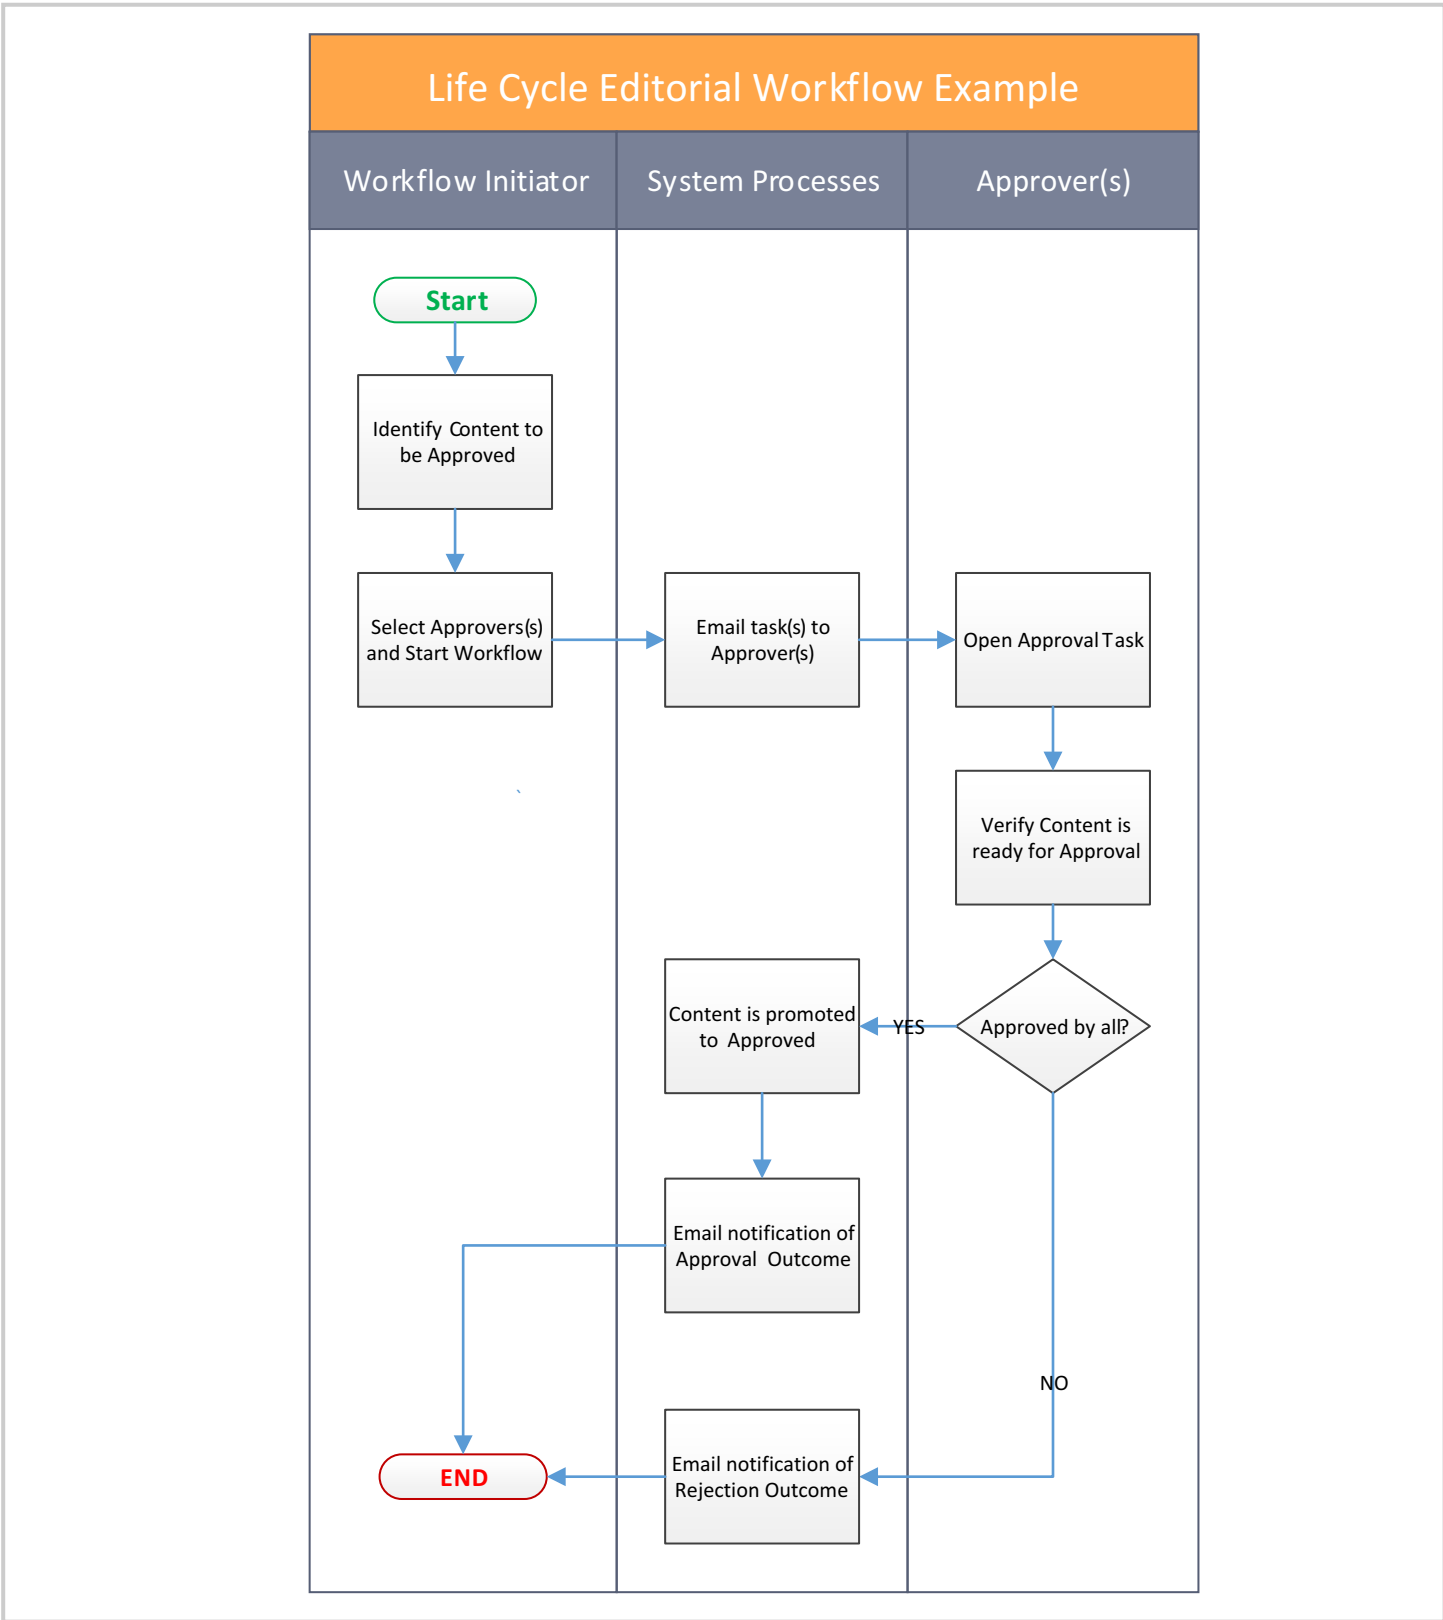 Life Cycle Editorial Workflow Example
Workflow Initiator
System Processes
Approver(s)
Start
Identify Content to
be Approved
Select Approvers(s)
and Start Workflow
Email task(s) to
Approver(s)
Open Approval Task
`
Verify Content is
ready for Approval
Approved by all?
YES
Content is promoted
to Approved
Email notification of
Approval Outcome
NO
Email notification of
Rejection Outcome
END